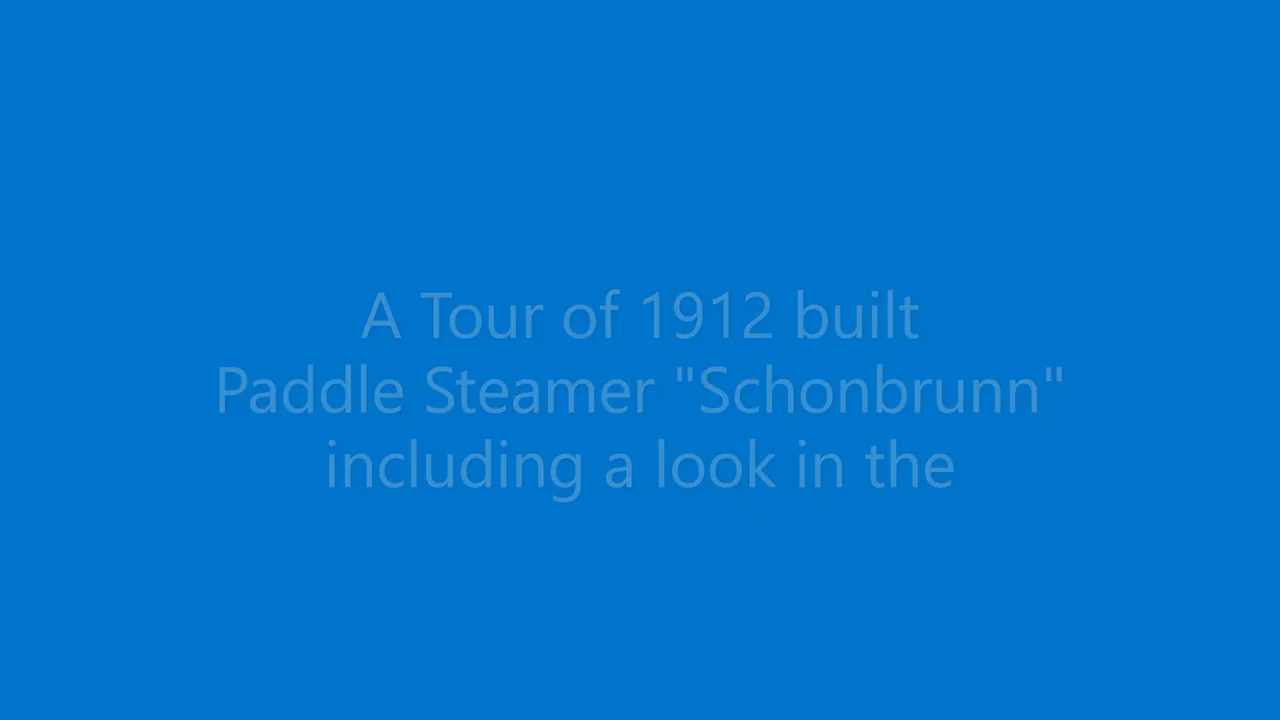 A Tour of 1912 built
Paddle Steamer "Schonbrunn"
including a look in the